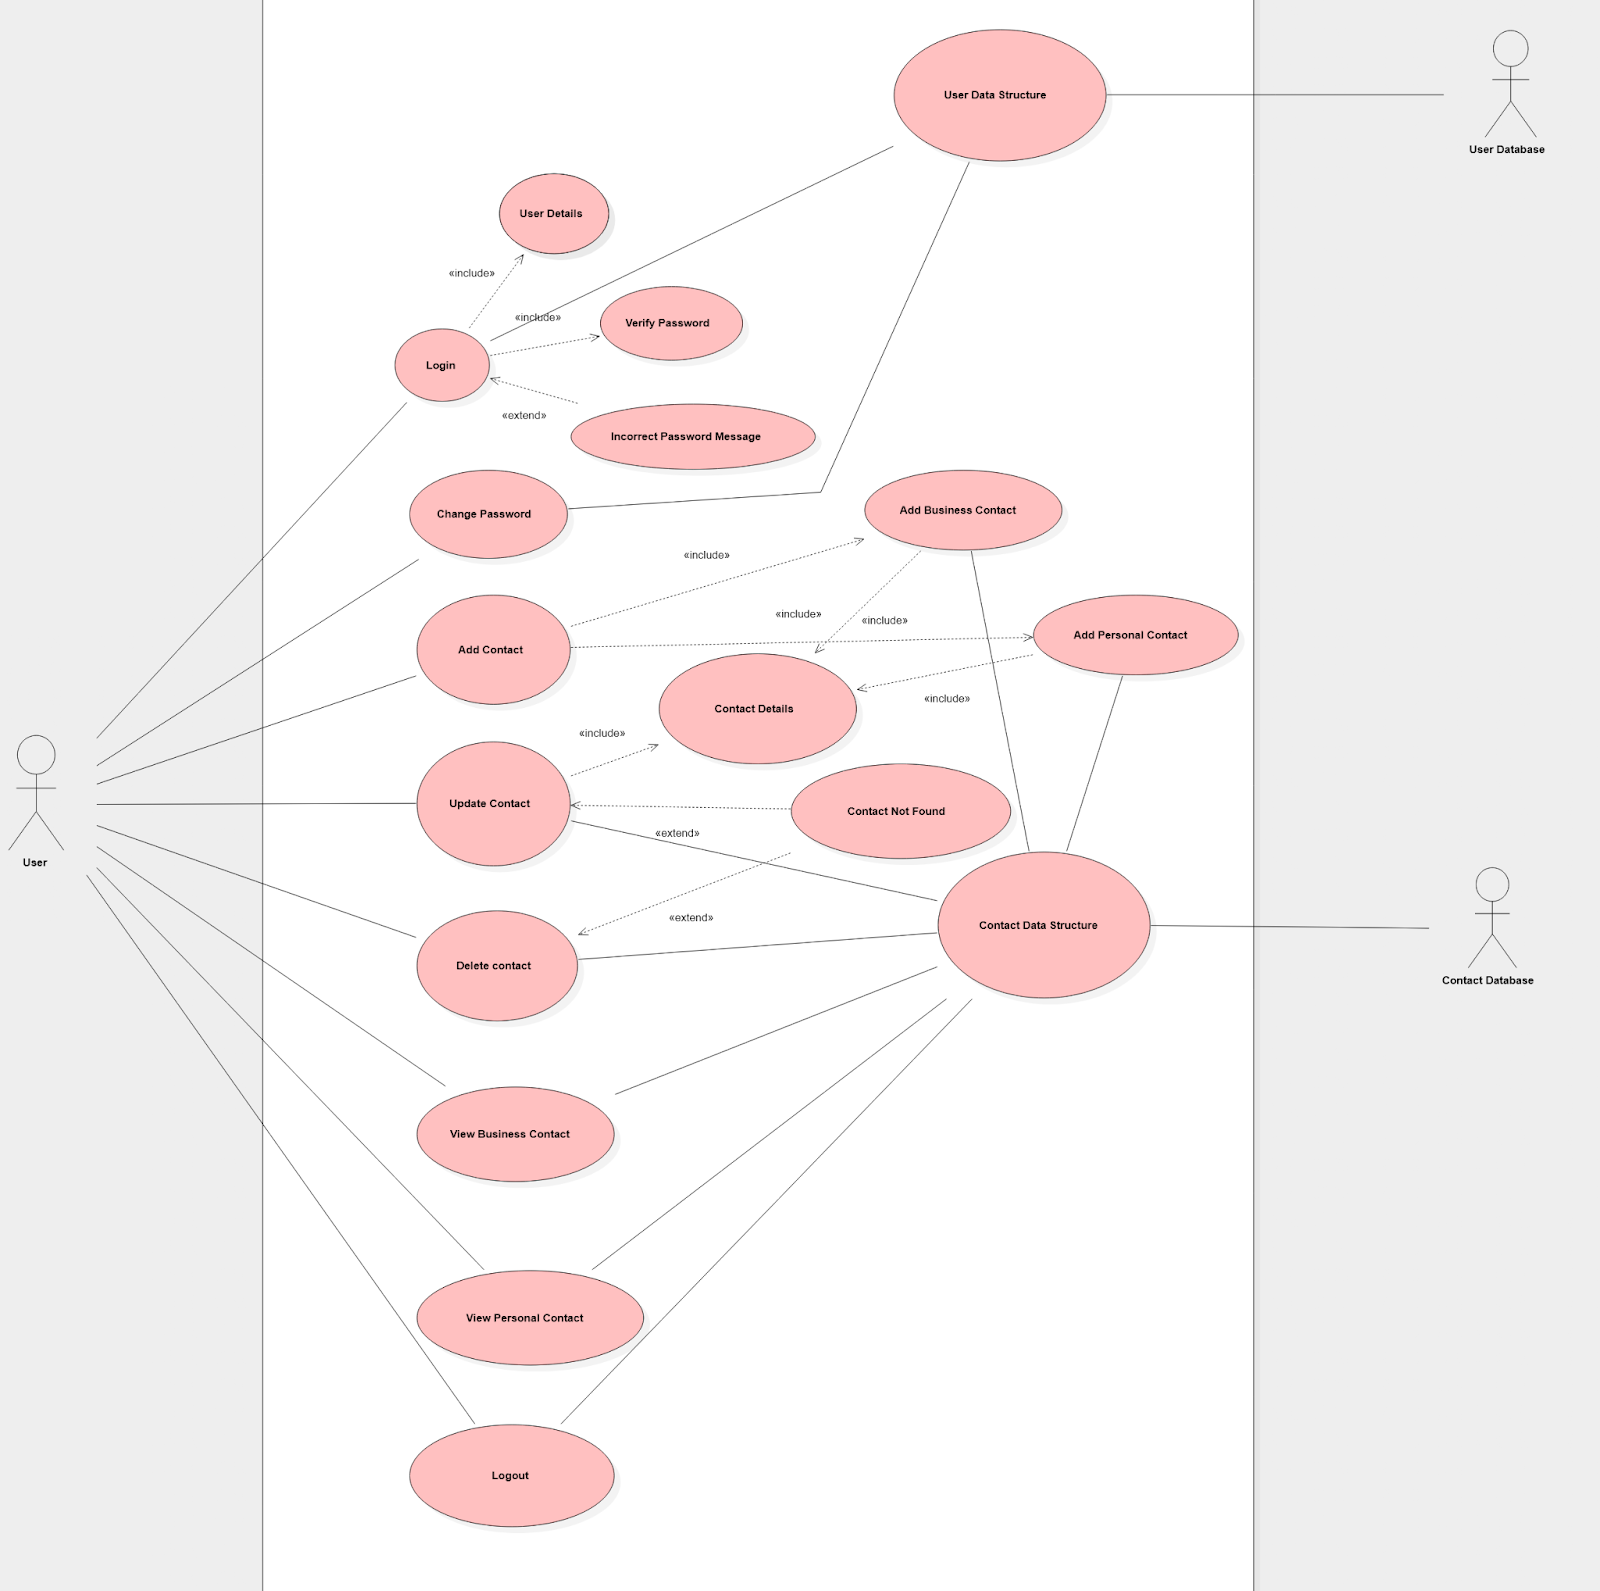 User Data Structure
User Database
User Details
«include»
«include»
Verify Password
Login
«extend»
Incorrect Password Message
Change Password
Add Business Contact
«include»
«include»
«include»
Add Personal Contact
Add Contact
«include»
Contact Details
«include»
Update Contact
Contact Not Found
«extend»
User
«extend»
Contact Data Structure
Delete contact
Contact Database
View Business Contact
View Personal Contact
Logout